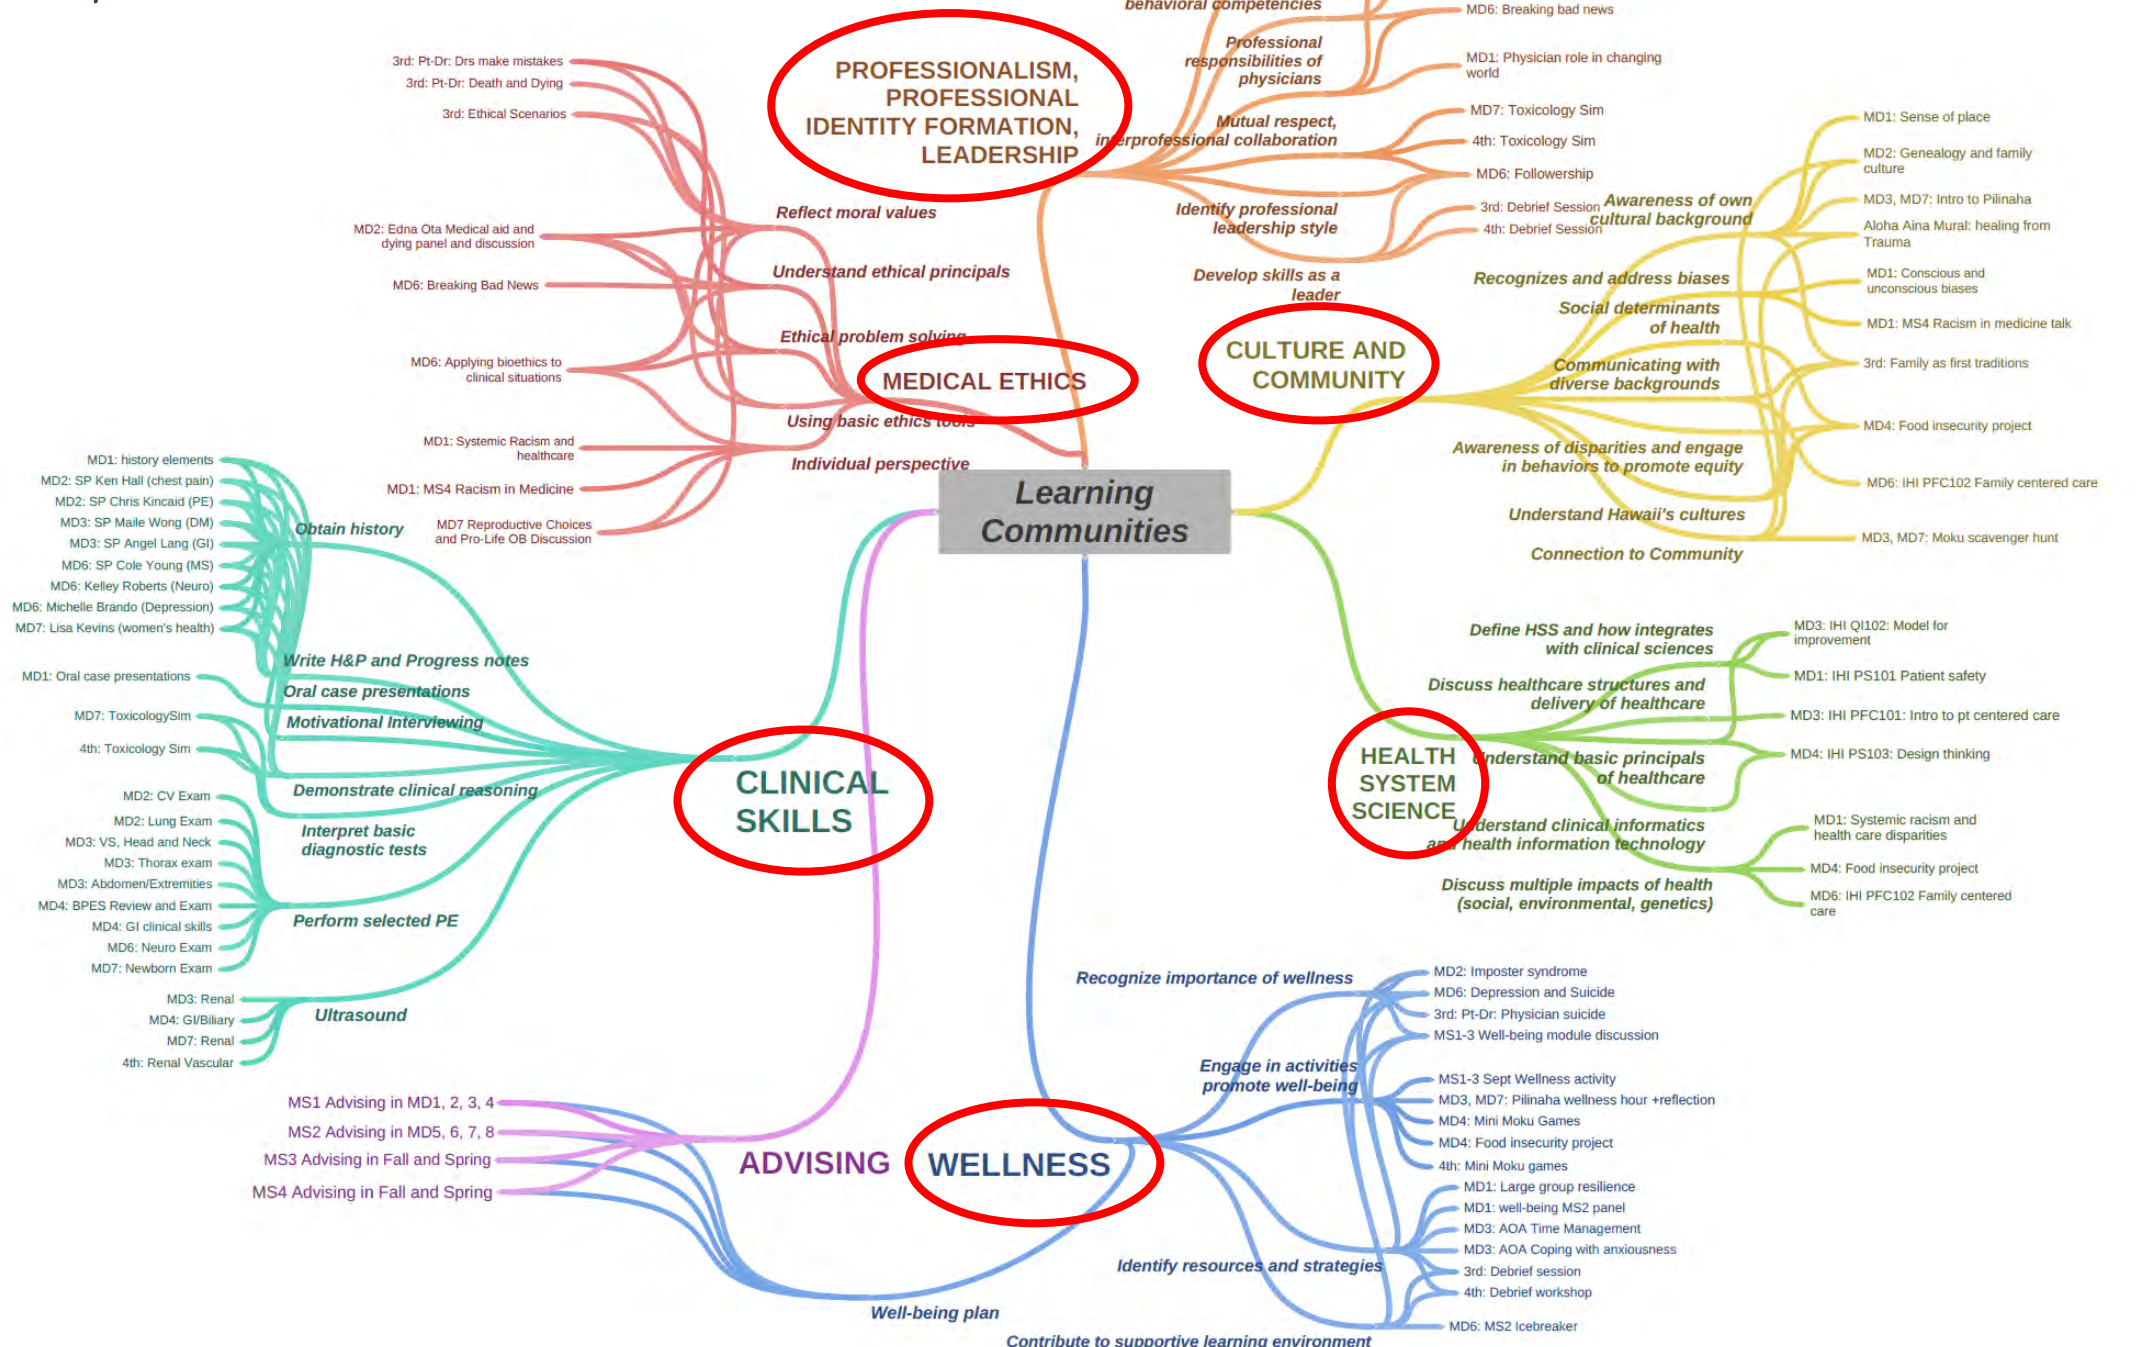 behavioral competencies
MD6: Breaking bad news
Professional
responsibilities of
physicians
MD1: Physician role in changing
world
PROFESSIONALISM,
PROFESSIONAL
IDENTITY FORMATION,
LEADERSHIP
Mutual respect,
interprofessional collaboration
MD7: Toxicology Sim
4th: Toxicology Sim
MD6: Followership
Identify professional
leadership style
3rd: Debrief Session
4th: Debrief Session
Develop skills as a
leader
3rd: Pt-Dr: Drs make mistakes
3rd: Pt-Dr: Death and Dying
3rd: Ethical Scenarios
MD2: Edna Ota Medical aid and
dying panel and discussion
MD6: Breaking Bad News
MD6: Applying bioethics to
clinical situations
MD1: Systemic Racism and
healthcare
MD1: MS4 Racism in Medicine
MD7 Reproductive Choices
and Pro-Life OB Discussion
Reflect moral values
Understand ethical principals
Ethical problem solving
MEDICAL ETHICS
Using basic ethics tools
Individual perspective
Learning
Communities
CULTURE AND
COMMUNITY
Awareness of own
cultural background
Recognizes and address biases
Social determinants
of health
Communicating with
diverse backgrounds
Awareness of disparities and engage
in behaviors to promote equity
Understand Hawaii's cultures
Connection to Community
MD1: Sense of place
MD2: Genealogy and family
culture
MD3, MD7: Intro to Pilinaha
Aloha Aina Mural: healing from
Trauma
MD1: Conscious and
unconscious biases
MD1: MS4 Racism in medicine talk
3rd: Family as first traditions
MD4: Food insecurity project
MD6: IHI PFC102 Family centered care
MD3, MD7: Moku scavenger hunt
MD1: history elements
MD2: SP Ken Hall (chest pain)
MD2: SP Chris Kincaid (PE)
MD3: SP Maile Wong (DM)
MD3: SP Angel Lang (GI)
MD6: SP Cole Young (MS)
MD6: Kelley Roberts (Neuro)
MD6: Michelle Brando (Depression)
MD7: Lisa Kevins (women's health)
MD1: Oral case presentations
MD7: ToxicologySim
4th: Toxicology Sim
MD2: CV Exam
MD2: Lung Exam
MD3: VS, Head and Neck
MD3: Thorax exam
MD3: Abdomen/Extremities
MD4: BPES Review and Exam
MD4: GI clinical skills
MD6: Neuro Exam
MD7: Newborn Exam
MD3: Renal
MD4: GI/Biliary
MD7: Renal
4th: Renal Vascular
Obtain history
Write H&P and Progress notes
Oral case presentations
Motivational Interviewing
Demonstrate clinical reasoning
Interpret basic
diagnostic tests
Perform selected PE
Ultrasound
CLINICAL
SKILLS
HEALTH
SYSTEM
SCIENCE
Define HSS and how integrates
with clinical sciences
Discuss healthcare structures and
delivery of healthcare
Understand basic principals
of healthcare
Understand clinical informatics
and health information technology
Discuss multiple impacts of health
(social, environmental, genetics)
MD3: IHI QI102: Model for
improvement
MD1: IHI PS101 Patient safety
MD3: IHI PFC101: Intro to pt centered care
MD4: IHI PS103: Design thinking
MD1: Systemic racism and
health care disparities
MD4: Food insecurity project
MD6: IHI PFC102 Family centered
care
MS1 Advising in MD1, 2, 3, 4
MS2 Advising in MD5, 6, 7, 8
MS3 Advising in Fall and Spring
MS4 Advising in Fall and Spring
ADVISING
WELLNESS
Recognize importance of wellness
Engage in activities
promote well-being
Identify resources and strategies
Well-being plan
Contribute to supportive learning environment
MD2: Imposter syndrome
MD6: Depression and Suicide
3rd: Pt-Dr: Physician suicide
MS1-3 Well-being module discussion
MS1-3 Sept Wellness activity
MD3, MD7: Pilinaha wellness hour +reflection
MD4: Mini Moku Games
MD4: Food insecurity project
4th: Mini Moku games
MD1: Large group resilience
MD1: well-being MS2 panel
MD3: AOA Time Management
MD3: AOA Coping with anxiousness
3rd: Debrief session
4th: Debrief workshop
MD6: MS2 Icebreaker